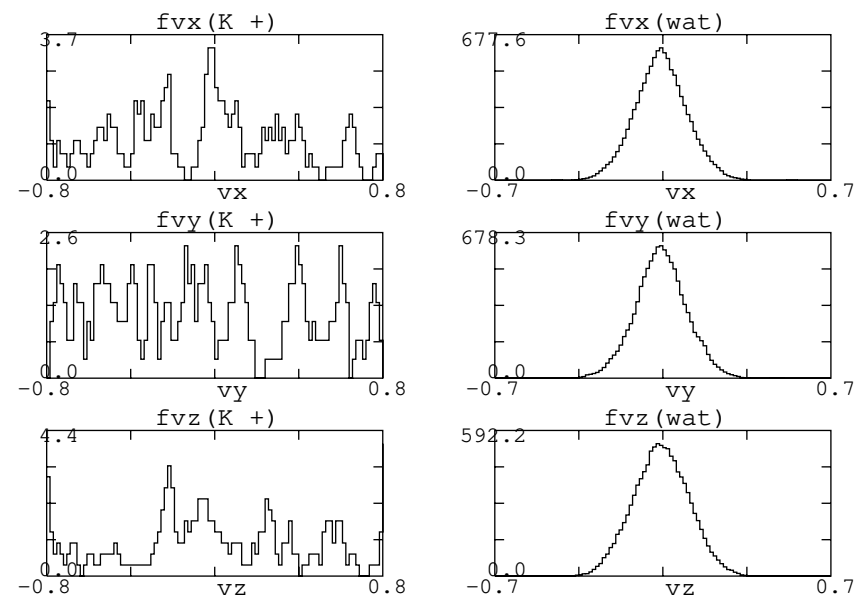 fvx(K +)
3.7
0.0
-0.8 vx 0.8
fvx(wat)
677.6
0.0
-0.7 vx 0.7
fvy(K +)
2.6
0.0
-0.8 vy 0.8
fvy(wat)
678.3
0.0
-0.7 vy 0.7
fvz(K +)
4.4
0.0
-0.8 vz 0.8
fvz(wat)
592.2
0.0
-0.7 vz 0.7